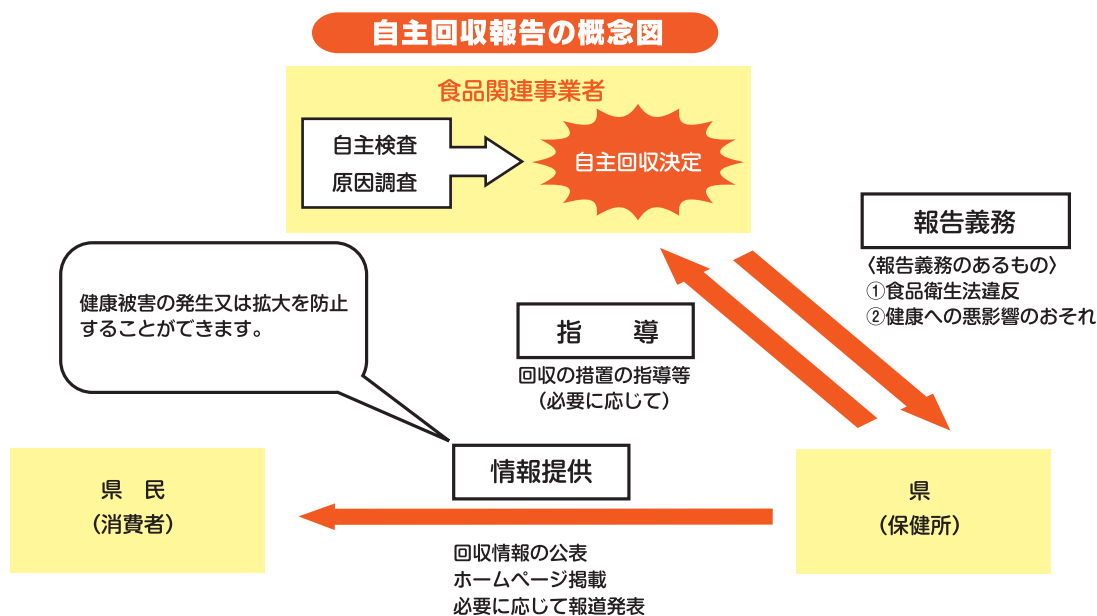 自主回収報告の概念図
食品関連事業者
自主検査
原因調査
自主回収決定
報告義務
〈報告義務のあるもの〉
①食品衛生法違反
②健康への悪影響のおそれ
健康被害の発生又は拡大を防止
することができます。
指　導
回収の措置の指導等
（必要に応じて）
情報提供
県　民
（消費者）
県
（保健所）
回収情報の公表
ホームページ掲載
必要に応じて報道発表